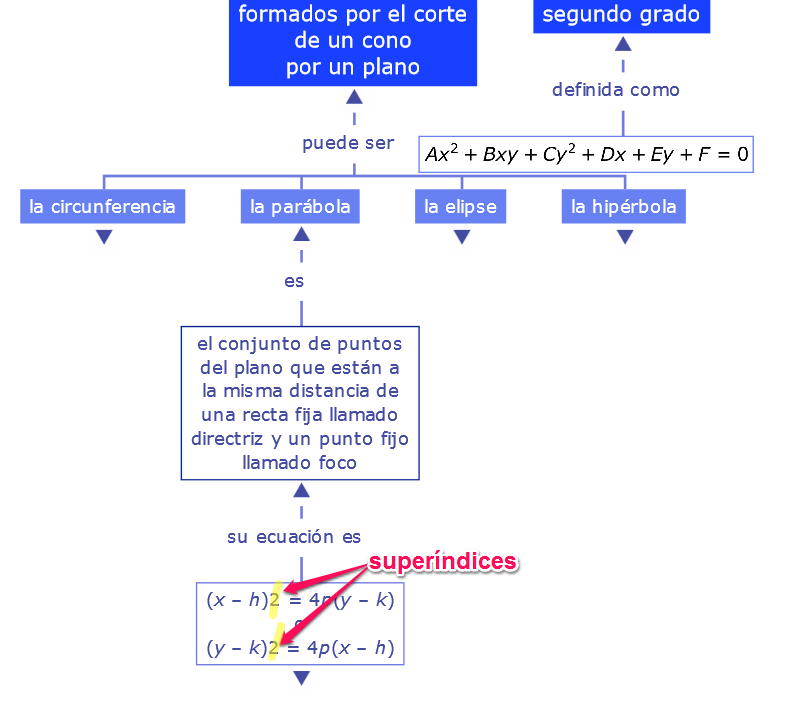 formados por el corte
de un cono
por un plano
segundo grado
definida como
puede ser
Ax² + Bxy + Cy² + Dx + Ey + F = 0
la circunferencia
la parábola
la elipse
la hipérbola
es
el conjunto de puntos
del plano que están a
la misma distancia de
una recta fija llamado
directriz y un punto fijo
llamado foco
su ecuación es
superíndices
(x – h)2 = 4p(y – k)
(y – k)2 = 4p(x – h)